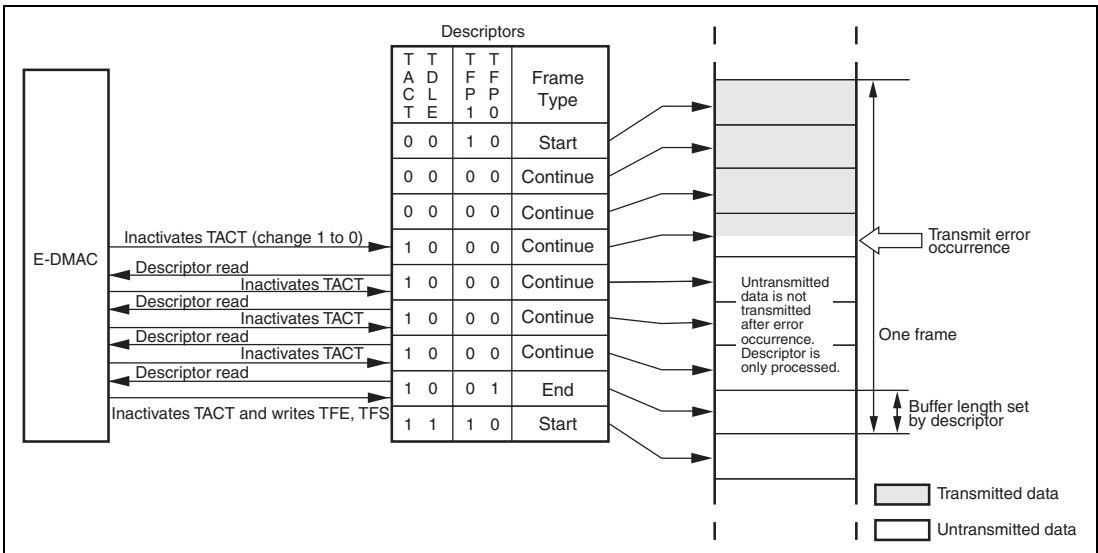 Descriptors
T T T T Frame Type
A D F F
C L P P
T E 1 0
0 0 1 0 Start
0 0 0 0 Continue
0 0 0 0 Continue
1 0 0 0 Continue
1 0 0 0 Continue
1 0 0 0 Continue
1 0 0 0 Continue
1 0 0 1 End
1 1 1 0 Start
E-DMAC
Inactivates TACT (change 1 to 0)
Descriptor read
Inactivates TACT
Descriptor read
Inactivates TACT
Descriptor read
Inactivates TACT
Descriptor read
Inactivates TACT and writes TFE, TFS
Transmit error
occurrence
Untransmitted
data is not
transmitted
after error
occurrence.
Descriptor is
only processed.
One frame
Buffer length set
by descriptor
Transmitted data
Untransmitted data